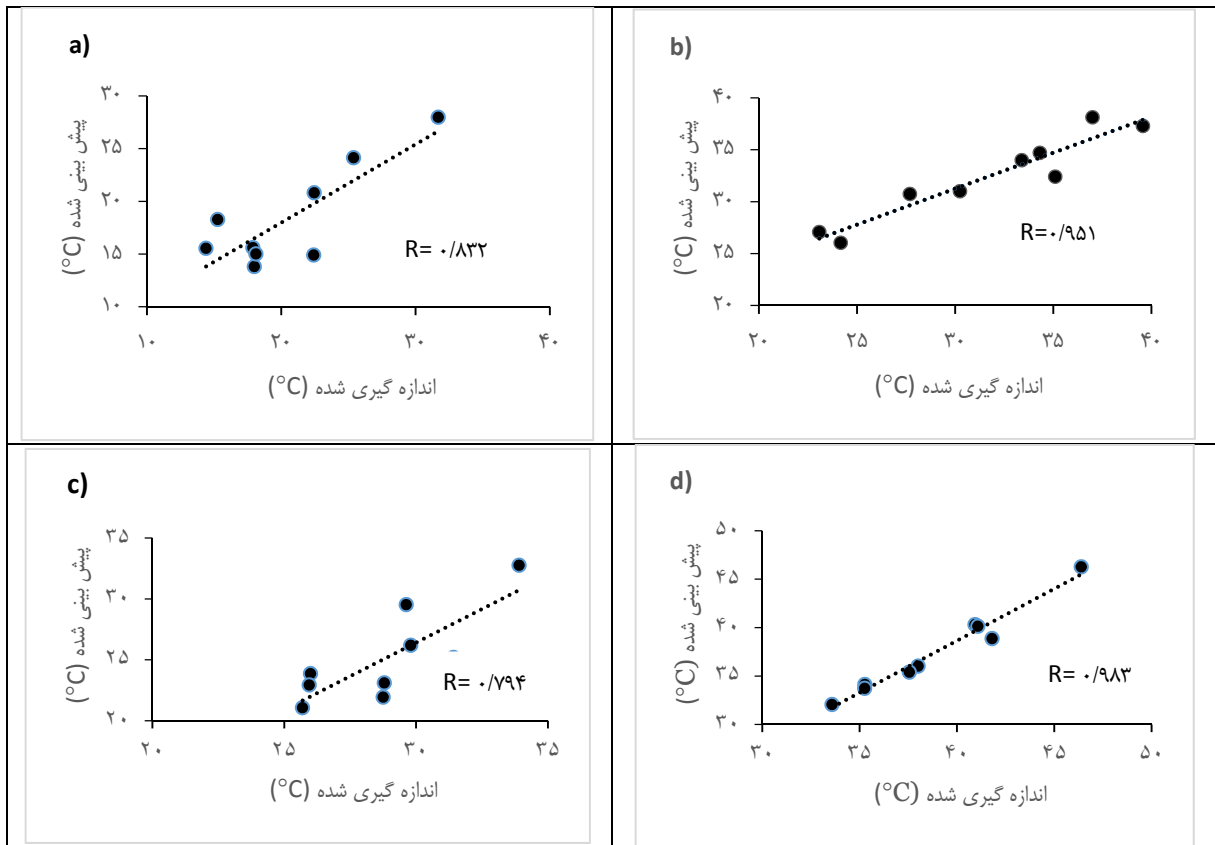 a)
پیش بینی شده (°C)
۳۰
۲۵
۲۰
۱۵
۱۰
R= ۰/۸۳۲
۱۰ ۲۰ ۳۰ ۴۰
اندازه گیری شده (°C)
b)
پیش بینی شده (°C)
۴۰
۳۵
۳۰
۲۵
۲۰
R=۰/۹۵۱
۲۰ ۲۵ ۳۰ ۳۵ ۴۰
اندازه گیری شده (°C)
c)
پیش بینی شده (°C)
۳۵
۳۰
۲۵
۲۰
R= ۰/۷۹۴
۲۰ ۲۵ ۳۰ ۳۵
اندازه گیری شده (°C)
d)
پیش بینی شده (°C)
۵۰
۴۵
۴۰
۳۵
۳۰
R= ۰/۹۸۳
۳۰ ۳۵ ۴۰ ۴۵ ۵۰
اندازه گیری شده (°C)